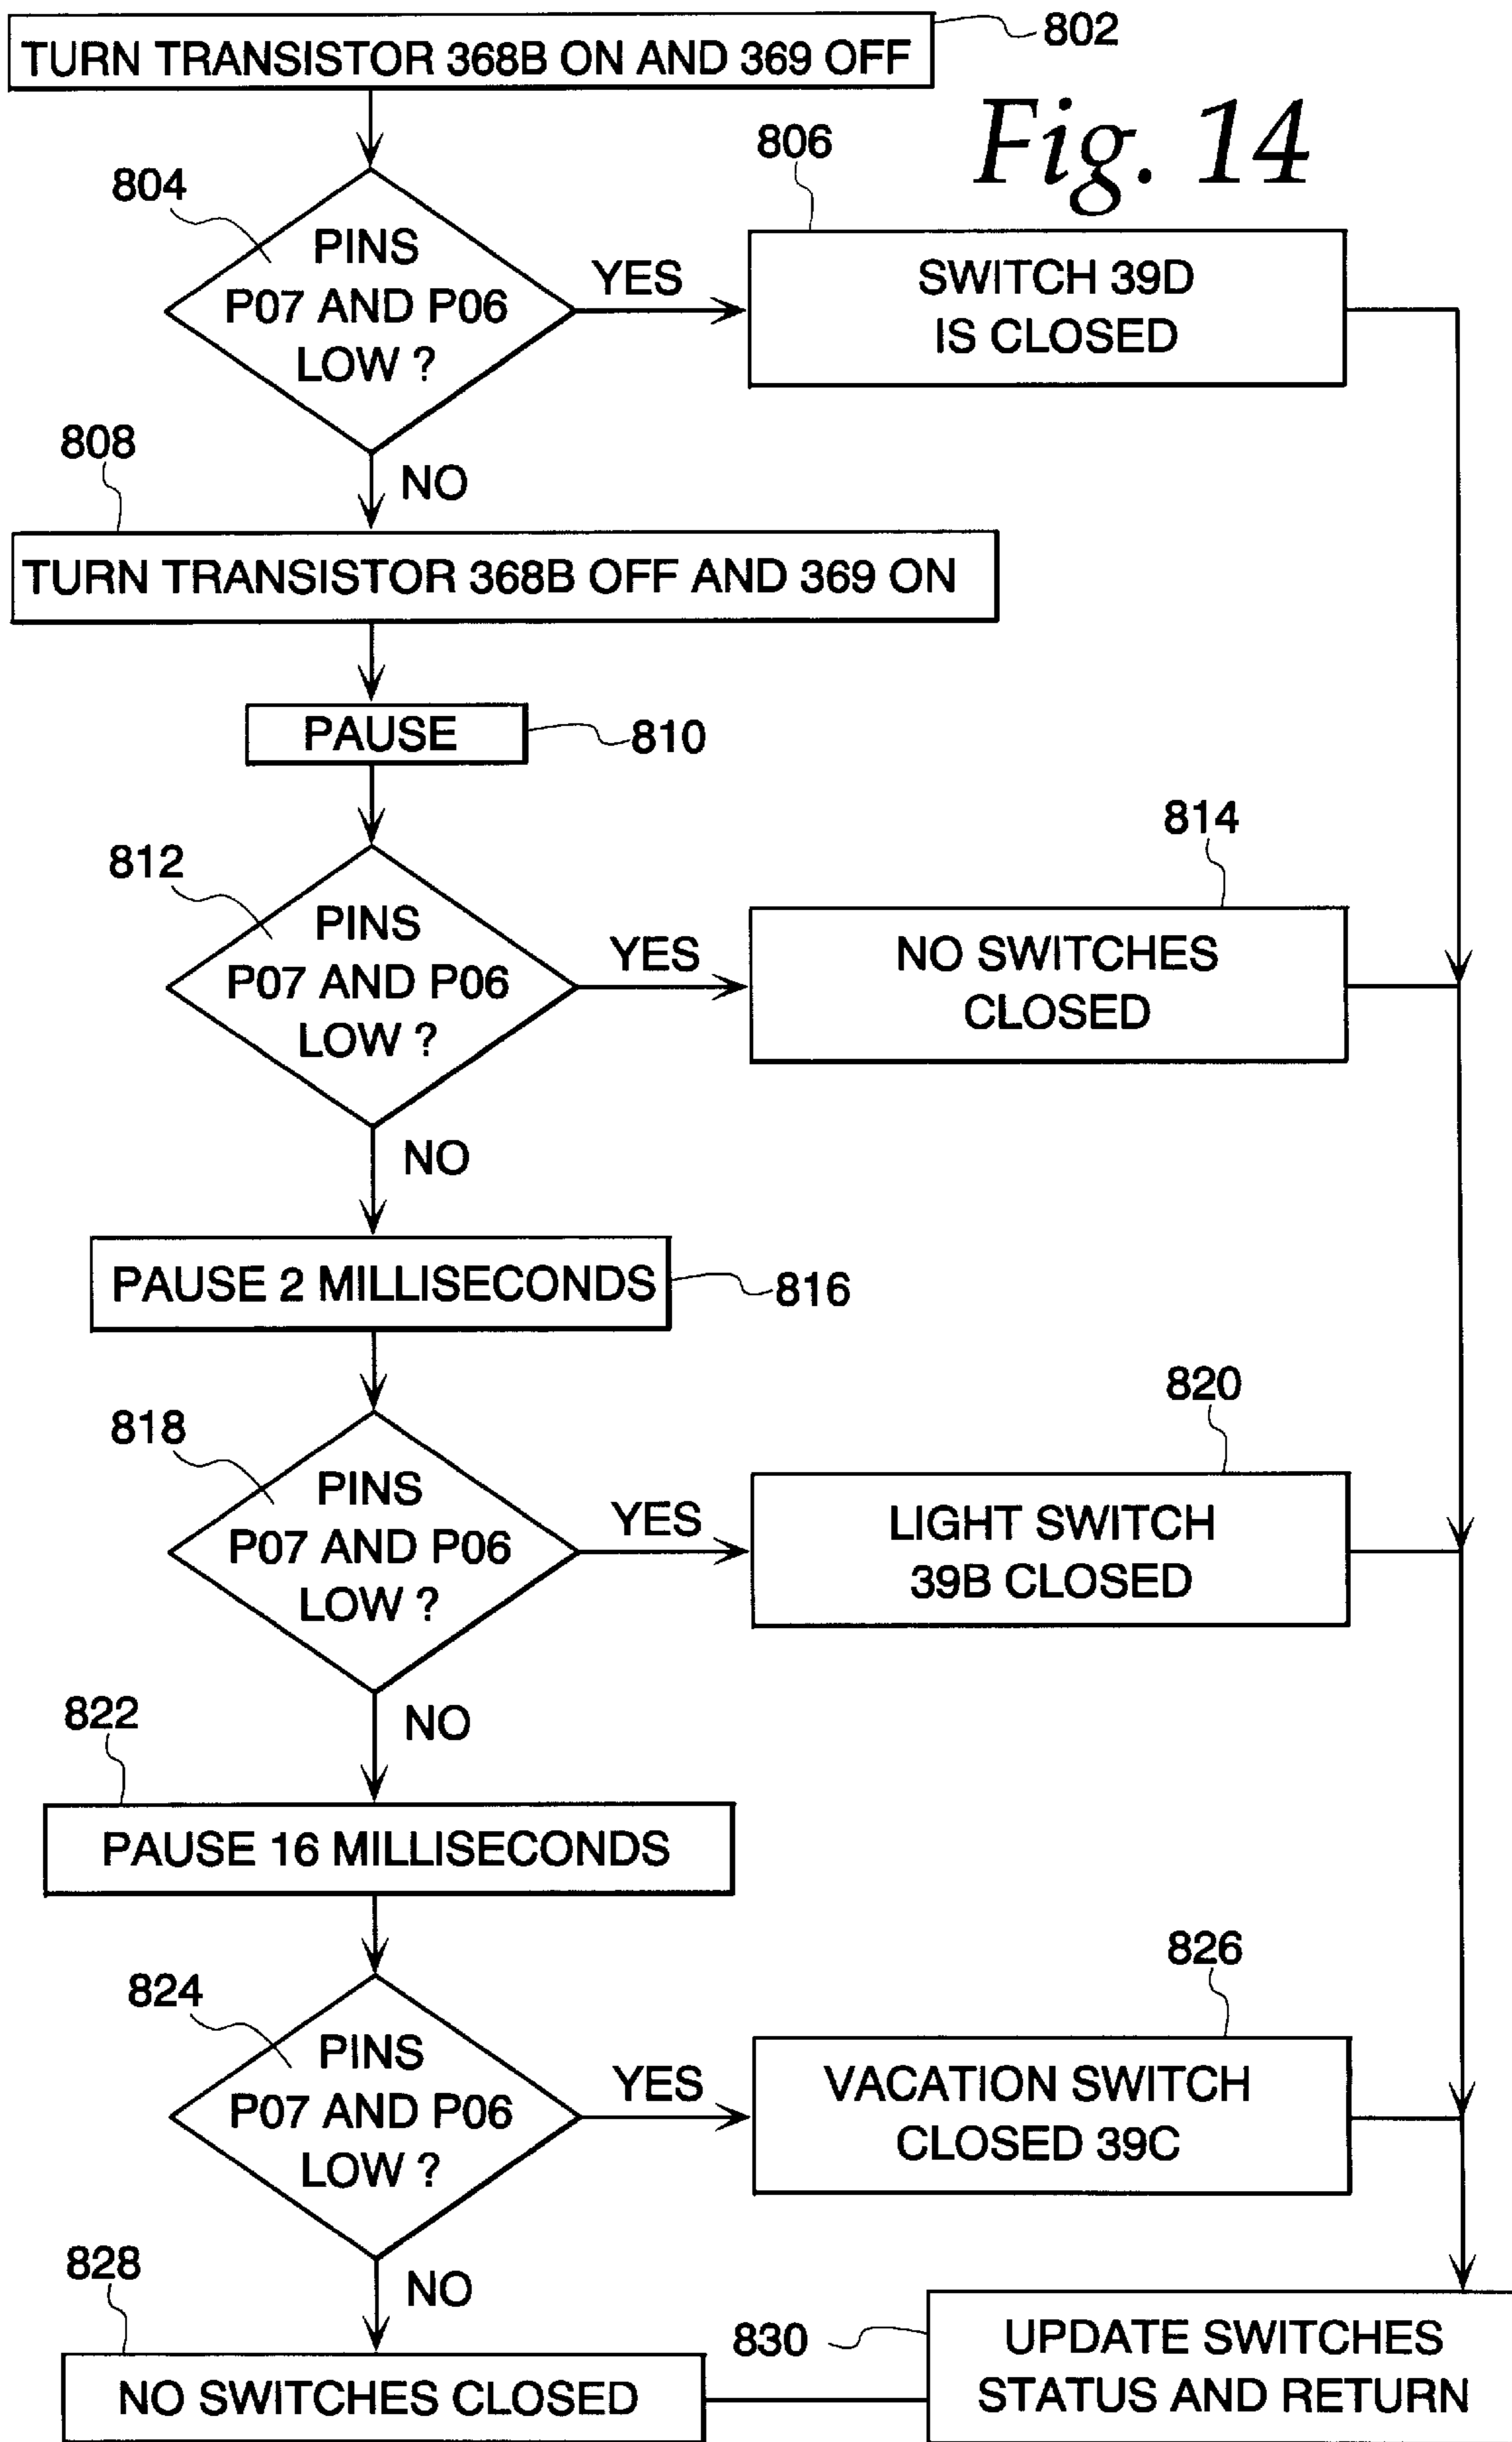 TURN TRANSISTOR 368B ON AND 369 OFF
802
Fig. 14
804
PINS
P07 AND P06
LOW ?
YES
806
SWITCH 39D
IS CLOSED
NO
808
TURN TRANSISTOR 368B OFF AND 369 ON
PAUSE
810
812
PINS
P07 AND P06
LOW ?
YES
814
NO SWITCHES
CLOSED
NO
PAUSE 2 MILLISECONDS
816
818
PINS
P07 AND P06
LOW ?
YES
820
LIGHT SWITCH
39B CLOSED
NO
822
PAUSE 16 MILLISECONDS
824
PINS
P07 AND P06
LOW ?
YES
826
VACATION SWITCH
CLOSED 39C
NO
828
NO SWITCHES CLOSED
830
UPDATE SWITCHES
STATUS AND RETURN